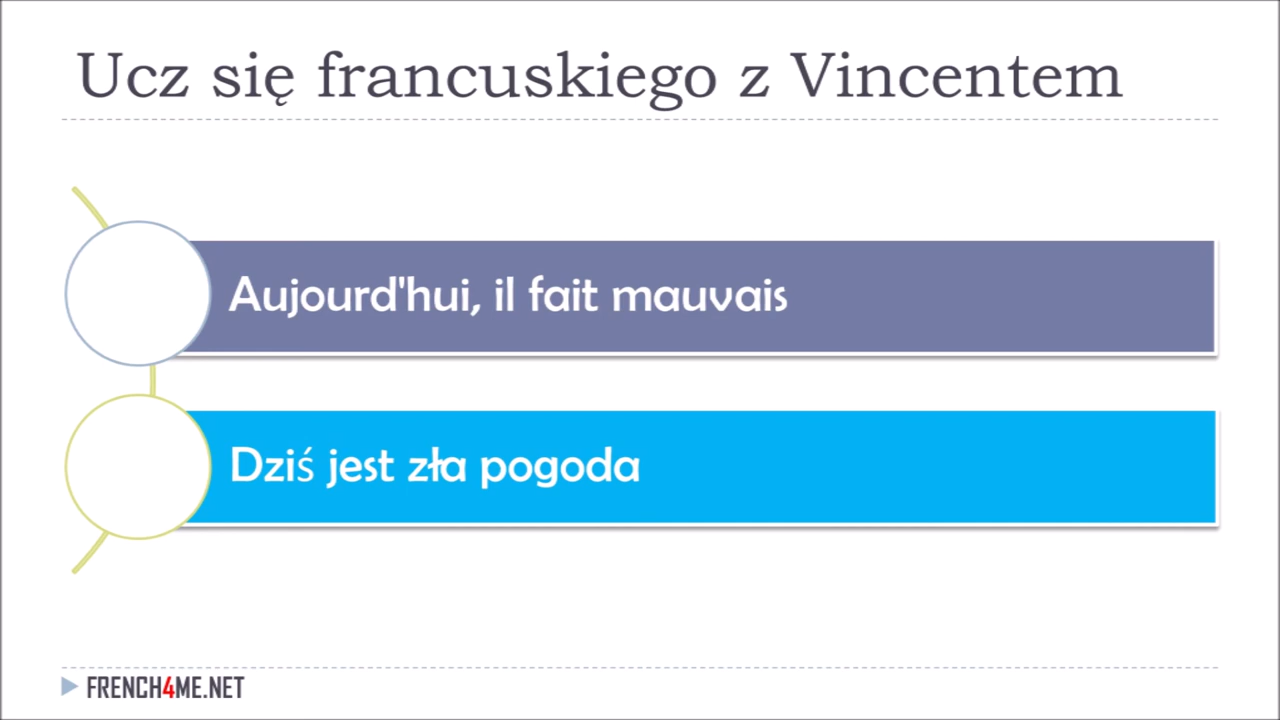 Ucz się francuskiego z Vincentem
Aujourd'hui, il fait mauvais
Dziś jest zła pogoda
FRENCH4ME.NET